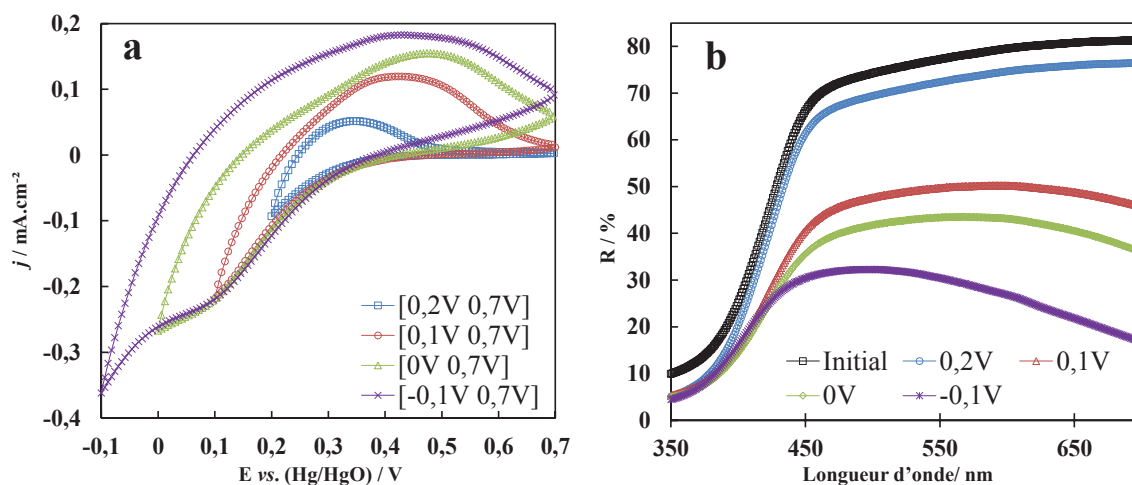 a
0,2
0,1
0
-0,1
-0,2
-0,3
-0,4
j / mA.cm-²
-0,1 0 0,1 0,2 0,3 0,4 0,5 0,6 0,7
E vs. (Hg/HgO) / V
[0,2V 0,7V]
[0,1V 0,7V]
[0V 0,7V]
[-0,1V 0,7V]
b
80
70
60
50
40
30
20
10
0
R / %
350 450 550 650
Longueur d’onde/ nm
Initial 0,2V 0,1V
0V -0,1V